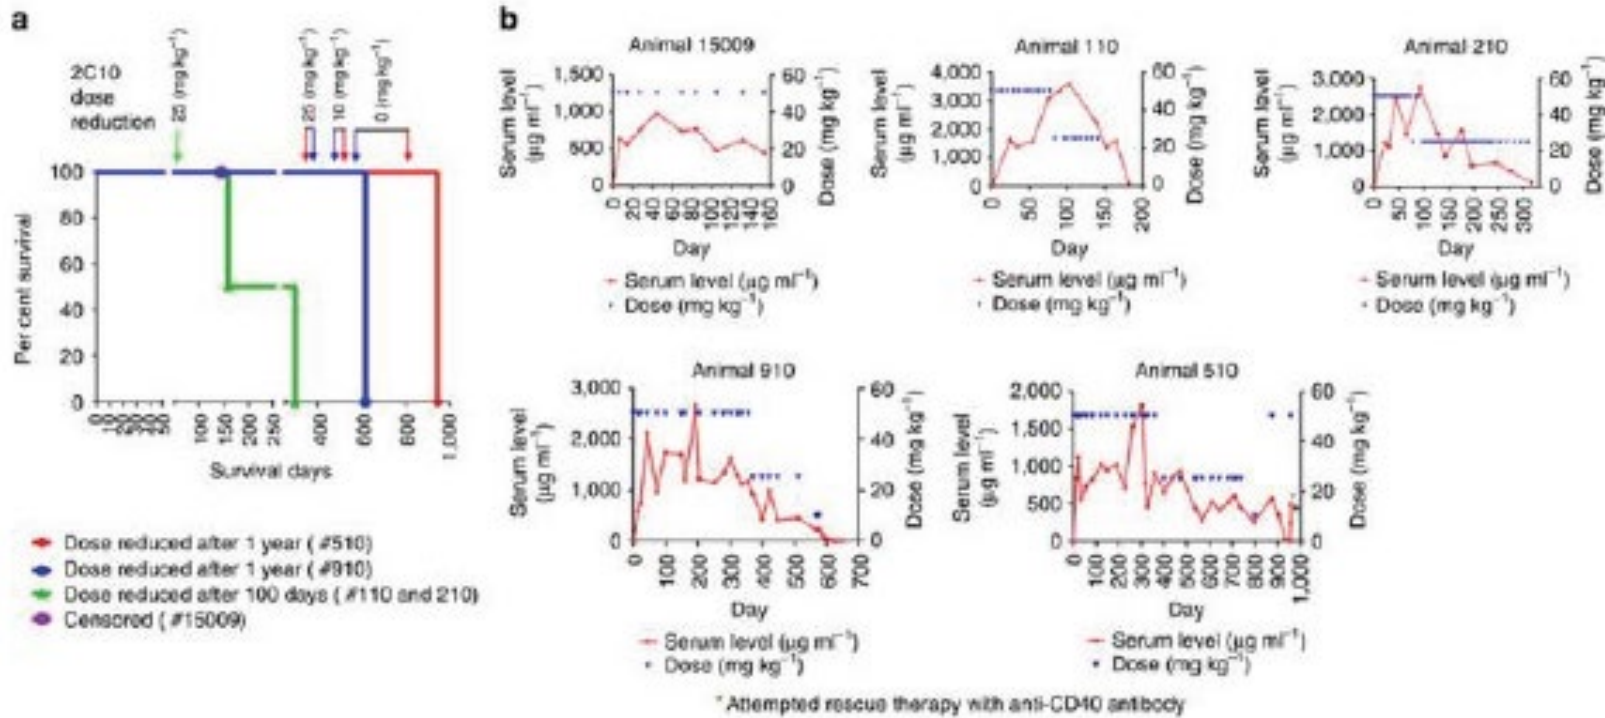 a
2C10
dose
reduction
25 (mg kg⁻¹)
25 (mg kg⁻¹)
10 (mg kg⁻¹)
0 (mg kg⁻¹)
Per cent survival
100
80
60
40
20
0
0 10 20 30 40 50 100 150 200 250 400 600 800 1,000
Survival days
Dose reduced after 1 year ( #510)
Dose reduced after 1 year ( #910)
Dose reduced after 100 days ( #110 and 210)
Censored ( #15009)
b
Animal 15009
Serum level
(µg ml⁻¹)
1,500
1,000
500
0
60
40
20
0
Dose (mg kg⁻¹)
0 20 40 60 80 100 120 140 160
Day
Serum level (µg ml⁻¹)
Dose (mg kg⁻¹)
Animal 110
Serum level
(µg ml⁻¹)
4,000
3,000
2,000
1,000
0
60
40
20
0
Dose (mg kg⁻¹)
0 50 100 150 200
Day
Serum level (µg ml⁻¹)
Dose (mg kg⁻¹)
Animal 210
Serum level
(µg ml⁻¹)
3,000
2,000
1,000
0
60
40
20
0
Dose (mg kg⁻¹)
0 50 100 150 200 250 300
Day
Serum level (µg ml⁻¹)
Dose (mg kg⁻¹)
Animal 910
Serum level
(µg ml⁻¹)
3,000
2,000
1,000
0
60
40
20
0
Dose (mg kg⁻¹)
0 100 200 300 400 500 600 700
Day
Serum level (µg ml⁻¹)
Dose (mg kg⁻¹)
Animal 510
Serum level
(µg ml⁻¹)
2,000
1,500
1,000
500
0
60
40
20
0
Dose (mg kg⁻¹)
0 100 200 300 400 500 600 700 800 900 1,000
Day
Serum level (µg ml⁻¹)
Dose (mg kg⁻¹)
*Attempted rescue therapy with anti-CD40 antibody